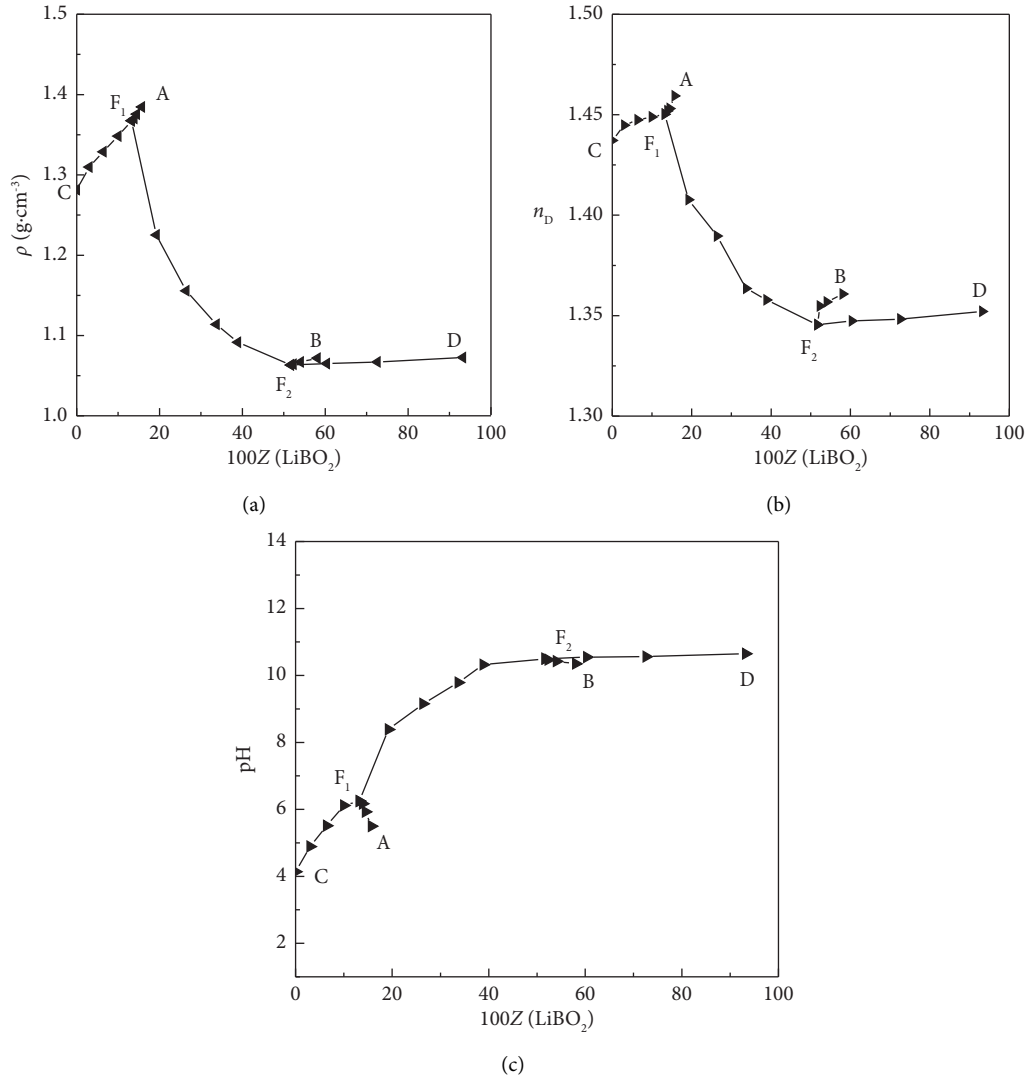 1.5
1.4
1.3
1.2
1.1
1.0
ρ (g·cm⁻³)
C
F₁
A
F₂
B
D
0 20 40 60 80 100
100Z (LiBO₂)
(a)
1.50
1.45
1.40
1.35
1.30
n_D
C
F₁
A
F₂
B
D
0 20 40 60 80 100
100Z (LiBO₂)
(b)
14
12
10
8
6
4
2
pH
C
F₁
A
F₂
B
D
0 20 40 60 80 100
100Z (LiBO₂)
(c)